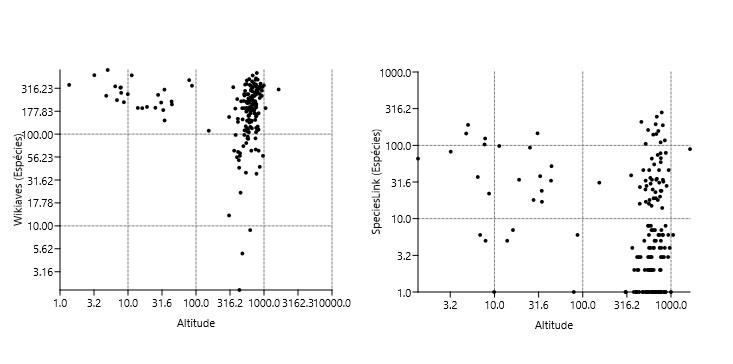 Wikiaves (Espécies)
316.23
177.83
100.00
56.23
31.62
17.78
10.00
5.62
3.16
1.0 3.2 10.0 31.6 100.0 316.2 1000.0 3162.3 10000.0
Altitude
SpeciesLink (Espécies)
1000.0
316.2
100.0
31.6
10.0
3.2
1.0
3.2 10.0 31.6 100.0 316.2 1000.0
Altitude